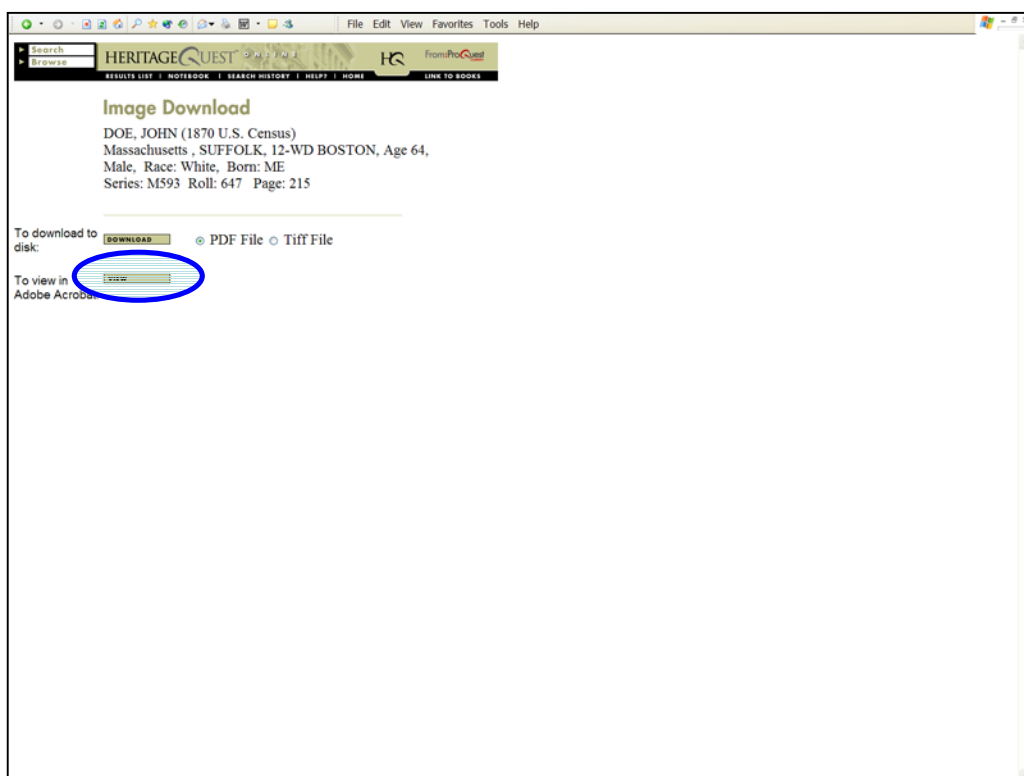 File Edit View Favorites Tools Help
Search
Browse
HERITAGEQUEST ONLINE HQ From:ProQuest
RESULTS LIST | NOTEBOOK | SEARCH HISTORY | HELP? | HOME LINK TO BOOKS
Image Download
DOE, JOHN (1870 U.S. Census)
Massachusetts , SUFFOLK, 12-WD BOSTON, Age 64,
Male, Race: White, Born: ME
Series: M593 Roll: 647 Page: 215
To download to
disk:
DOWNLOAD PDF File Tiff File
To view in
Adobe Acrobat
VIEW